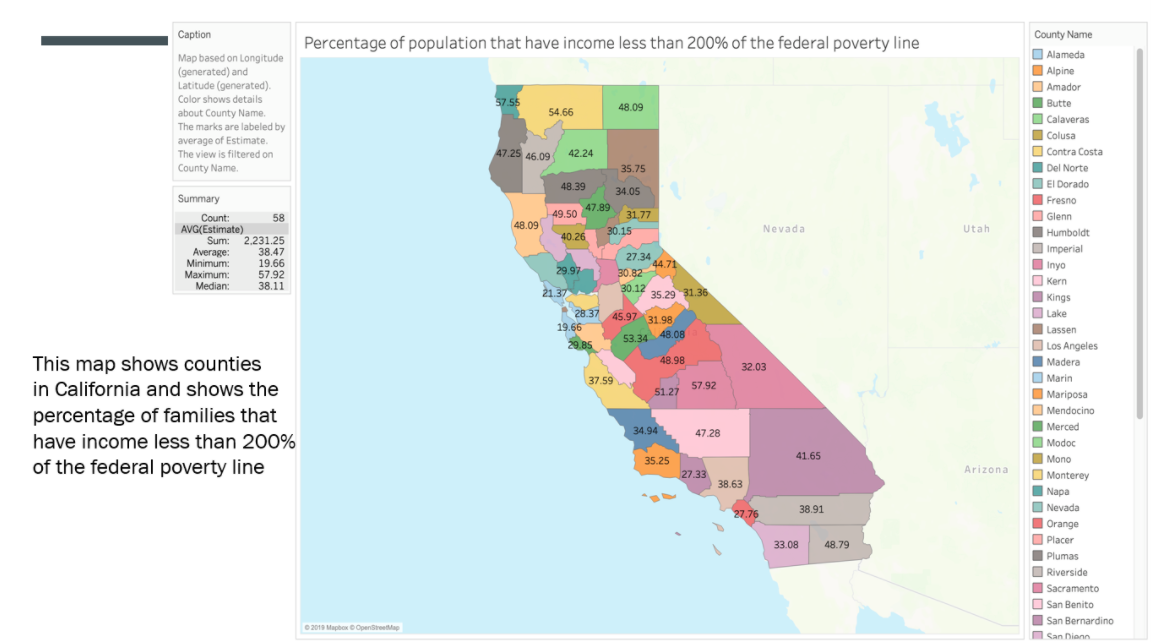 Caption
Map based on Longitude
(generated) and
Latitude (generated).
Color shows details
about County Name.
The marks are labeled by
average of Estimate.
The view is filtered on
County Name.
Summary
Count: 58
AVG(Estimate)
Sum: 2,231.25
Average: 38.47
Minimum: 19.66
Maximum: 57.92
Median: 38.11
This map shows counties
in California and shows the
percentage of families that
have income less than 200%
of the federal poverty line
Percentage of population that have income less than 200% of the federal poverty line
57.55
54.66
48.09
47.25
46.09
42.24
35.75
48.39
34.05
47.89
49.50
31.77
48.09
40.26
30.15
27.34
44.71
29.97
30.82
30.12
35.29
31.36
21.37
28.37
45.97
31.98
19.66
53.34
48.08
29.85
48.98
32.03
37.59
51.27
57.92
34.94
47.28
41.65
35.25
27.33
38.63
27.76
38.91
33.08
48.79
Nevada
Utah
Arizona
© 2019 Mapbox © OpenStreetMap
County Name
Alameda
Alpine
Amador
Butte
Calaveras
Colusa
Contra Costa
Del Norte
El Dorado
Fresno
Glenn
Humboldt
Imperial
Inyo
Kern
Kings
Lake
Lassen
Los Angeles
Madera
Marin
Mariposa
Mendocino
Merced
Modoc
Mono
Monterey
Napa
Nevada
Orange
Placer
Plumas
Riverside
Sacramento
San Benito
San Bernardino
San Diego